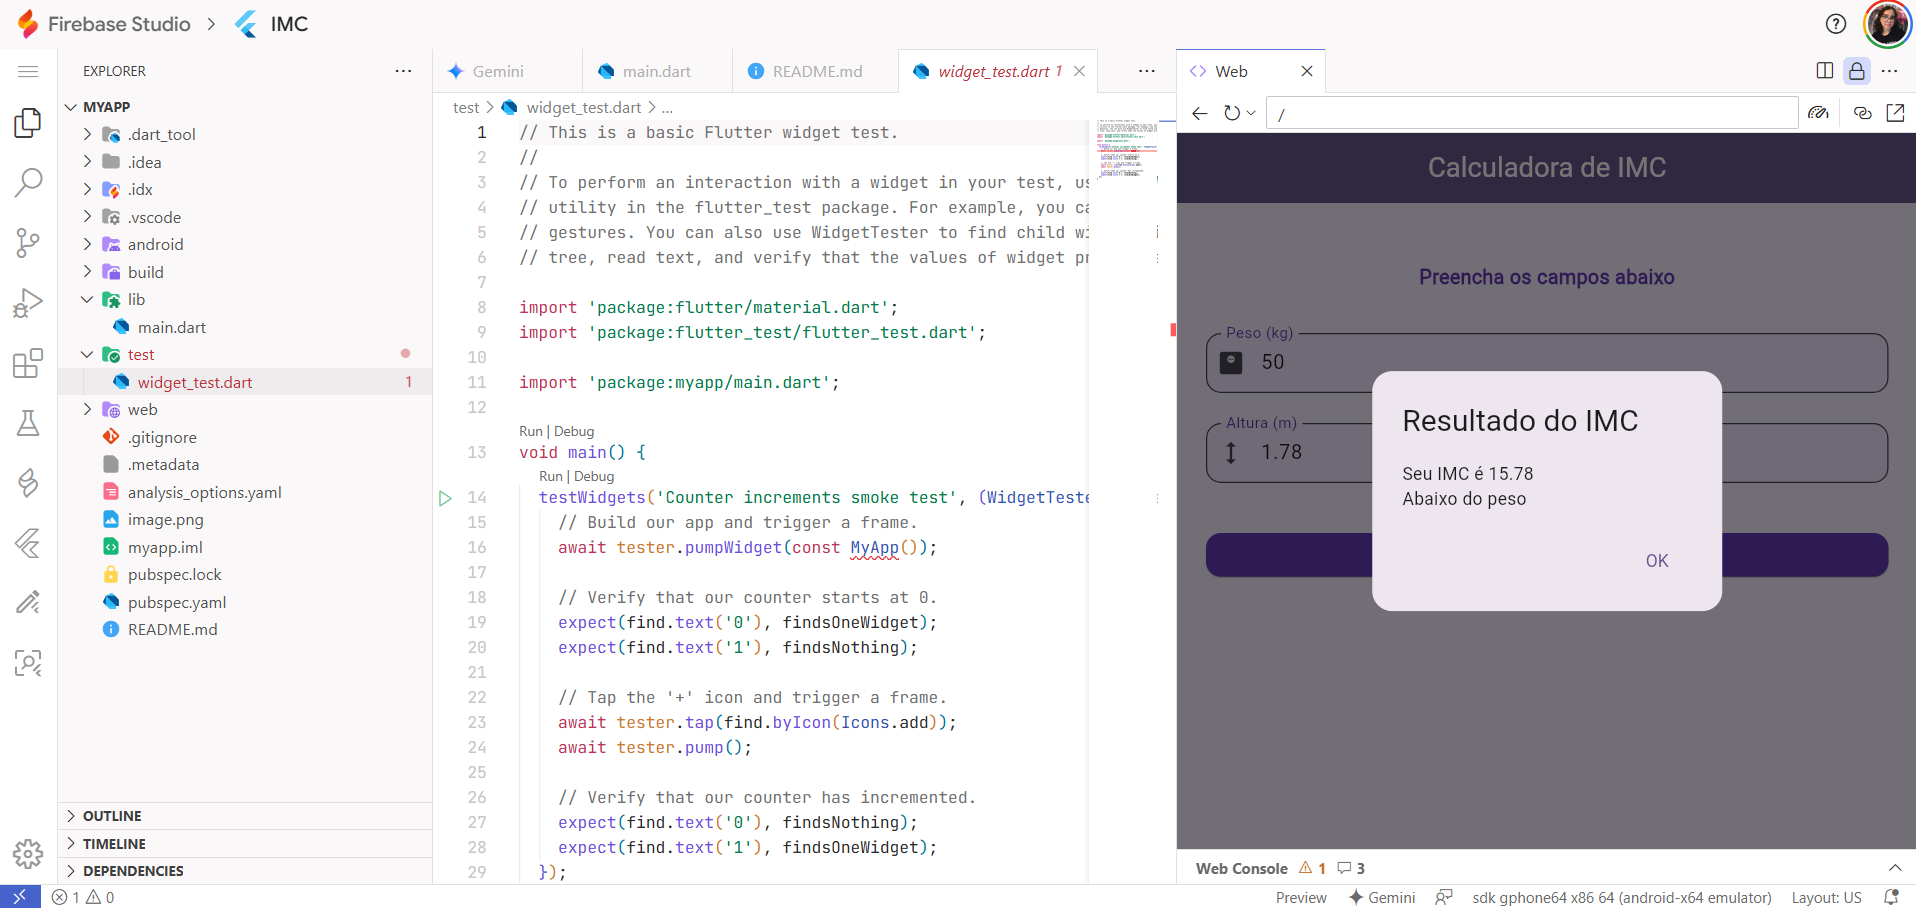 Firebase Studio > IMC
EXPLORER
MYAPP
.dart_tool
.idea
.idx
.vscode
android
build
lib
main.dart
test
widget_test.dart 1
web
.gitignore
.metadata
analysis_options.yaml
image.png
myapp.iml
pubspec.lock
pubspec.yaml
README.md
OUTLINE
TIMELINE
DEPENDENCIES
Gemini
main.dart
README.md
widget_test.dart 1
test > widget_test.dart > ...
1 // This is a basic Flutter widget test.
2 //
3 // To perform an interaction with a widget in your test, us
4 // utility in the flutter_test package. For example, you ca
5 // gestures. You can also use WidgetTester to find child wi
6 // tree, read text, and verify that the values of widget pr
7
8 import 'package:flutter/material.dart';
9 import 'package:flutter_test/flutter_test.dart';
10
11 import 'package:myapp/main.dart';
12
Run | Debug
13 void main() {
Run | Debug
14 testWidgets('Counter increments smoke test', (WidgetTeste
15 // Build our app and trigger a frame.
16 await tester.pumpWidget(const MyApp());
17
18 // Verify that our counter starts at 0.
19 expect(find.text('0'), findsOneWidget);
20 expect(find.text('1'), findsNothing);
21
22 // Tap the '+' icon and trigger a frame.
23 await tester.tap(find.byIcon(Icons.add));
24 await tester.pump();
25
26 // Verify that our counter has incremented.
27 expect(find.text('0'), findsNothing);
28 expect(find.text('1'), findsOneWidget);
29 });
Web
/
Calculadora de IMC
Preencha os campos abaixo
Peso (kg)
50
Altura (m)
1.78
Resultado do IMC
Seu IMC é 15.78
Abaixo do peso
OK
Web Console 1 3
1 0
Preview
Gemini
sdk gphone64 x86 64 (android-x64 emulator)
Layout: US